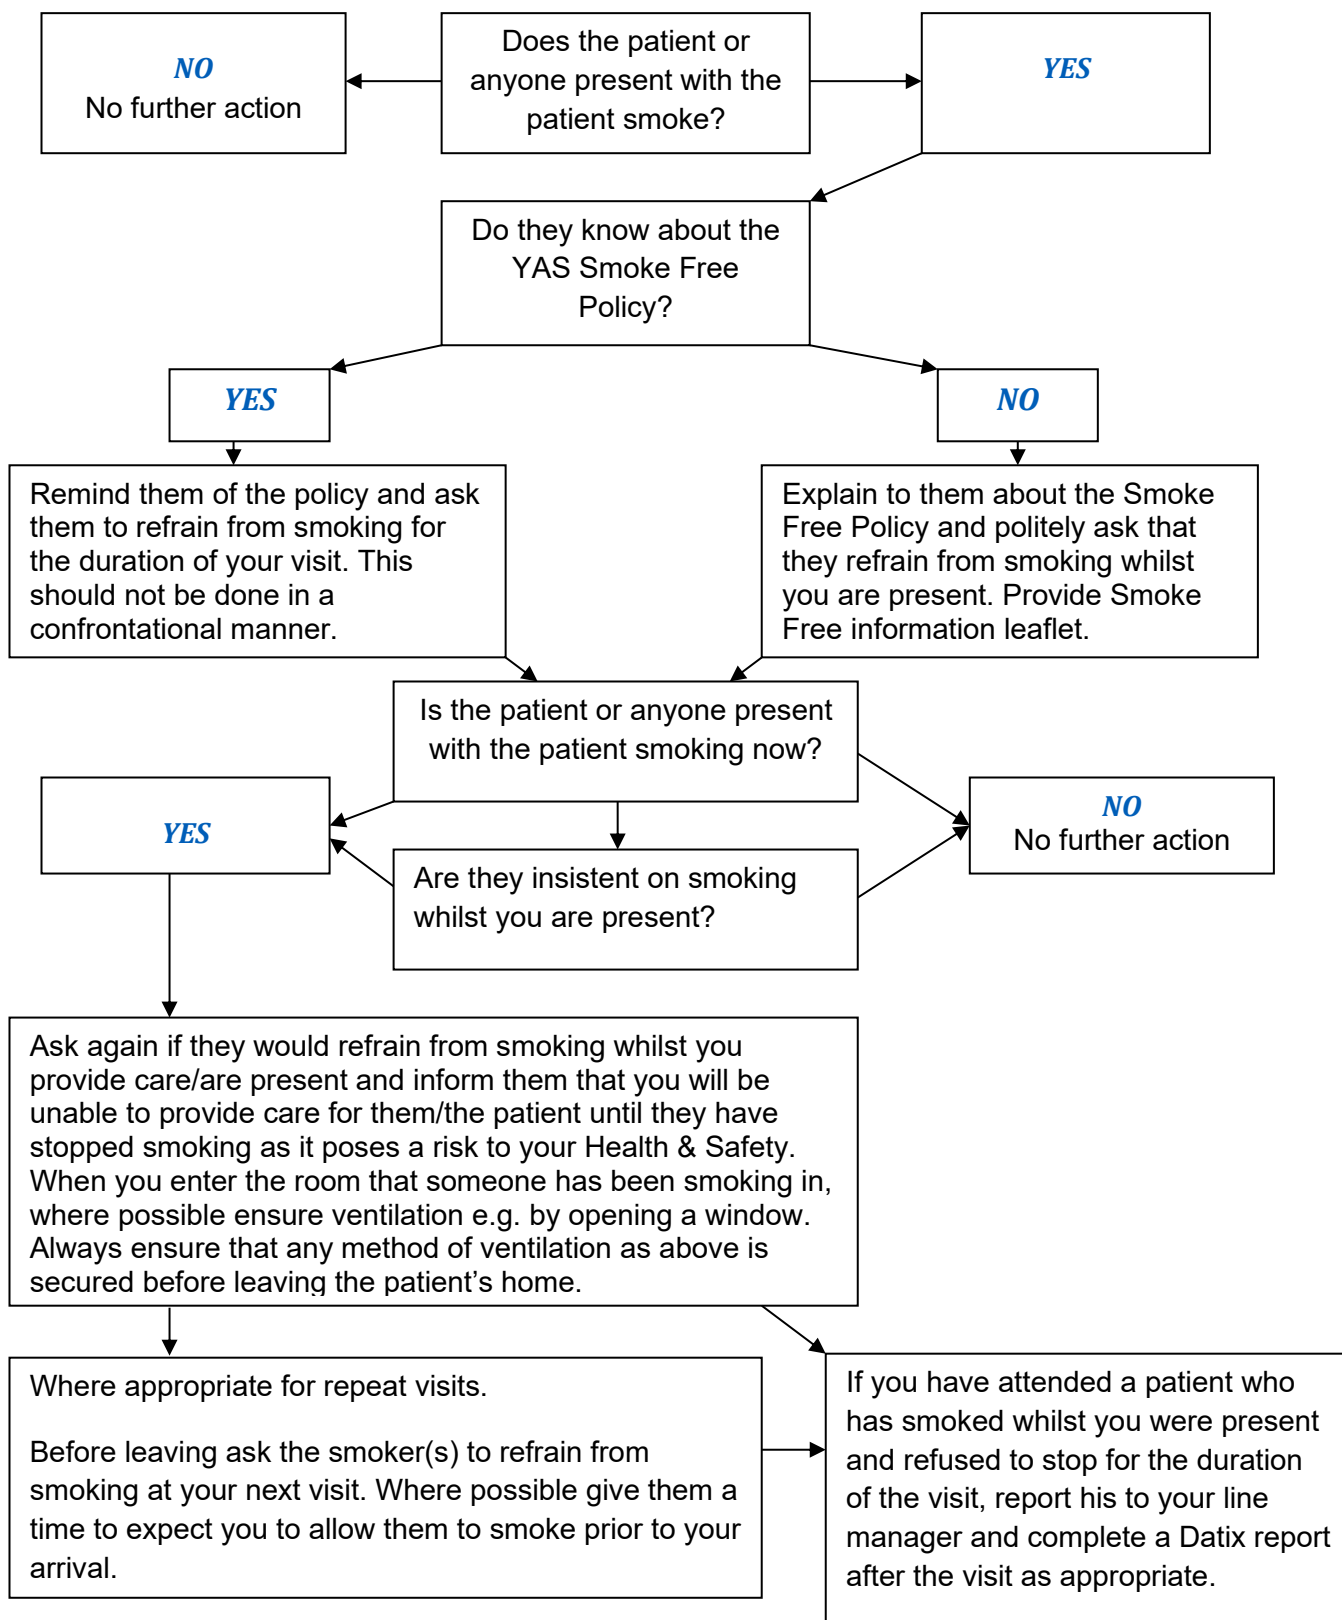 NO
No further action
Does the patient or
anyone present with the
patient smoke?
YES
Do they know about the
YAS Smoke Free
Policy?
YES
NO
Remind them of the policy and ask
them to refrain from smoking for
the duration of your visit. This
should not be done in a
confrontational manner.
Explain to them about the Smoke
Free Policy and politely ask that
they refrain from smoking whilst
you are present. Provide Smoke
Free information leaflet.
Is the patient or anyone present
with the patient smoking now?
YES
NO
No further action
Are they insistent on smoking
whilst you are present?
Ask again if they would refrain from smoking whilst you
provide care/are present and inform them that you will be
unable to provide care for them/the patient until they have
stopped smoking as it poses a risk to your Health & Safety.
When you enter the room that someone has been smoking in,
where possible ensure ventilation e.g. by opening a window.
Always ensure that any method of ventilation as above is
secured before leaving the patient's home.
Where appropriate for repeat visits.
Before leaving ask the smoker(s) to refrain from
smoking at your next visit. Where possible give them a
time to expect you to allow them to smoke prior to your
arrival.
If you have attended a patient who
has smoked whilst you were present
and refused to stop for the duration
of the visit, report his to your line
manager and complete a Datix report
after the visit as appropriate.